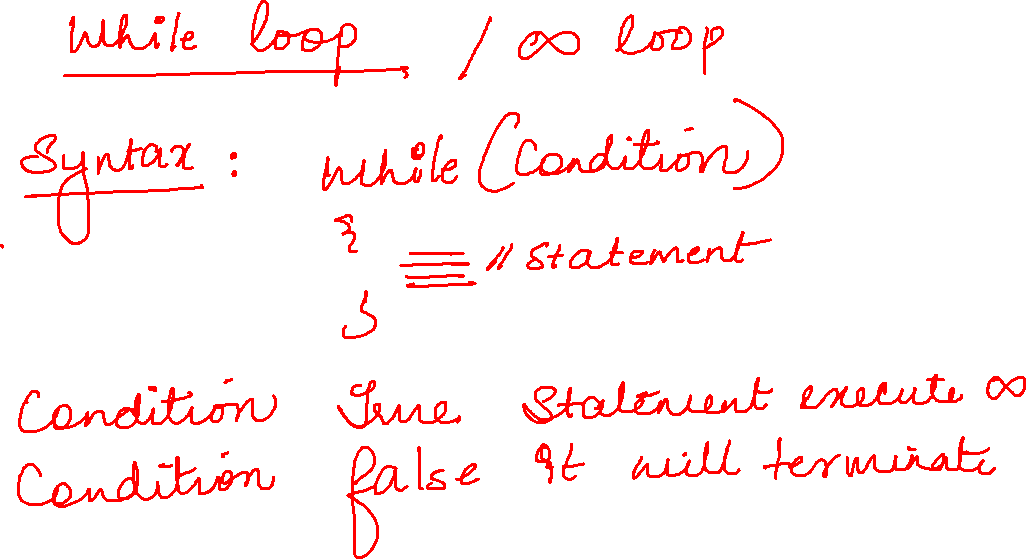 While loop / ∞ loop
Syntax : while (Condition)
{
// statement
}
Condition True Statement execute ∞
Condition false It will terminate